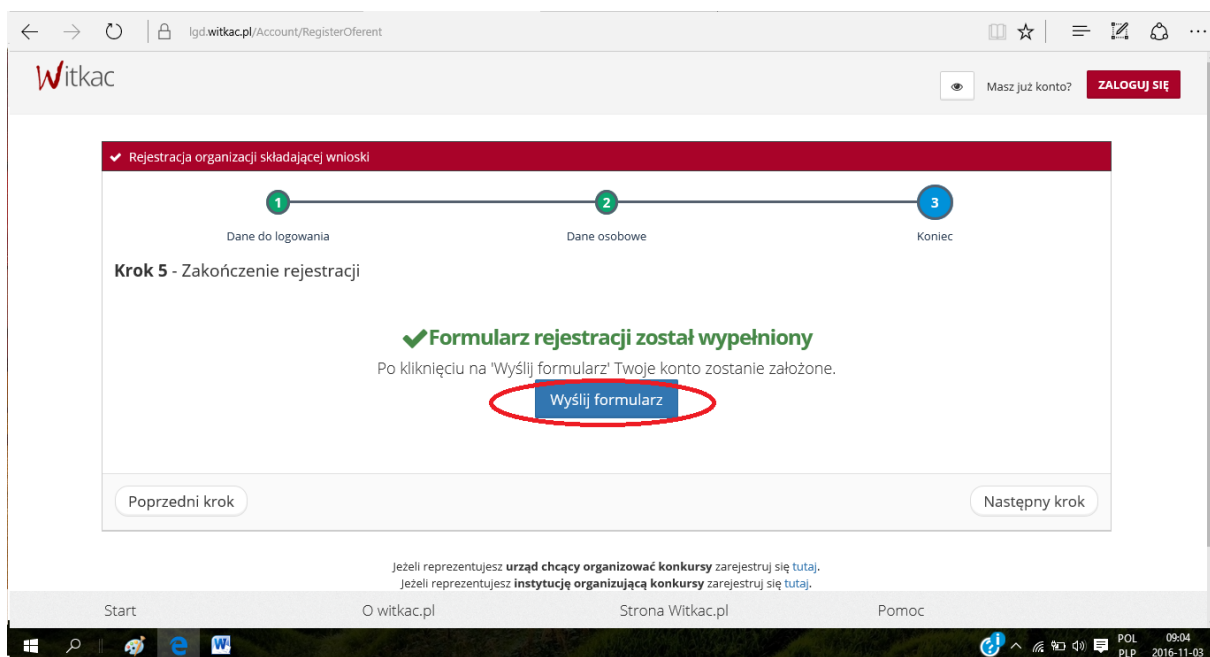 lgd.witkac.pl/Account/RegisterOferent
Witkac
Masz już konto?
ZALOGUJ SIĘ
Rejestracja organizacji składającej wnioski
1
2
3
Dane do logowania
Dane osobowe
Koniec
Krok 5 - Zakończenie rejestracji
Formularz rejestracji został wypełniony
Po kliknięciu na 'Wyślij formularz' Twoje konto zostanie założone.
Wyślij formularz
Poprzedni krok
Następny krok
Jeżeli reprezentujesz urząd chcący organizować konkursy zarejestruj się tutaj.
Jeżeli reprezentujesz instytucję organizującą konkursy zarejestruj się tutaj.
Start
O witkac.pl
Strona Witkac.pl
Pomoc
POL
09:04
PLP
2016-11-03